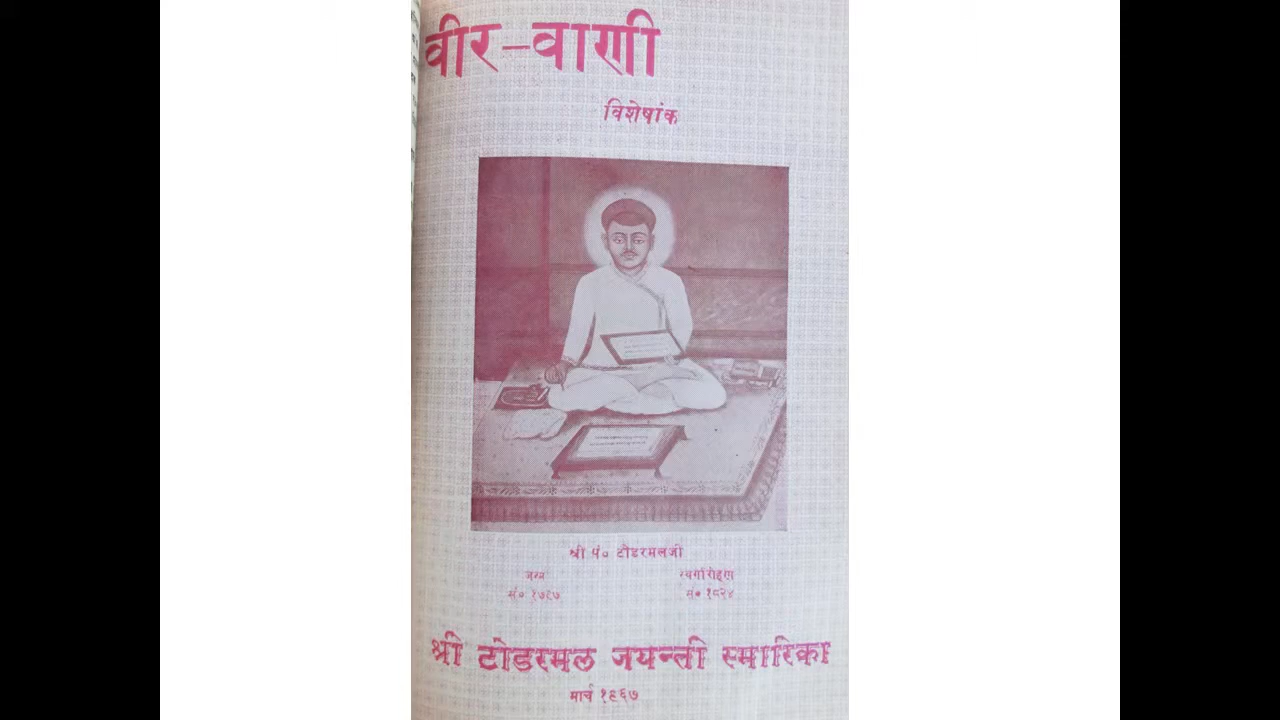 वीर-वाणी
विशेषांक
श्री पं० टोडरमलजी
जन्म स्वर्गारोहण
सं० १७९७ सं० १८२४
श्री टोडरमल जयन्ती स्मारिका
मार्च १९६७